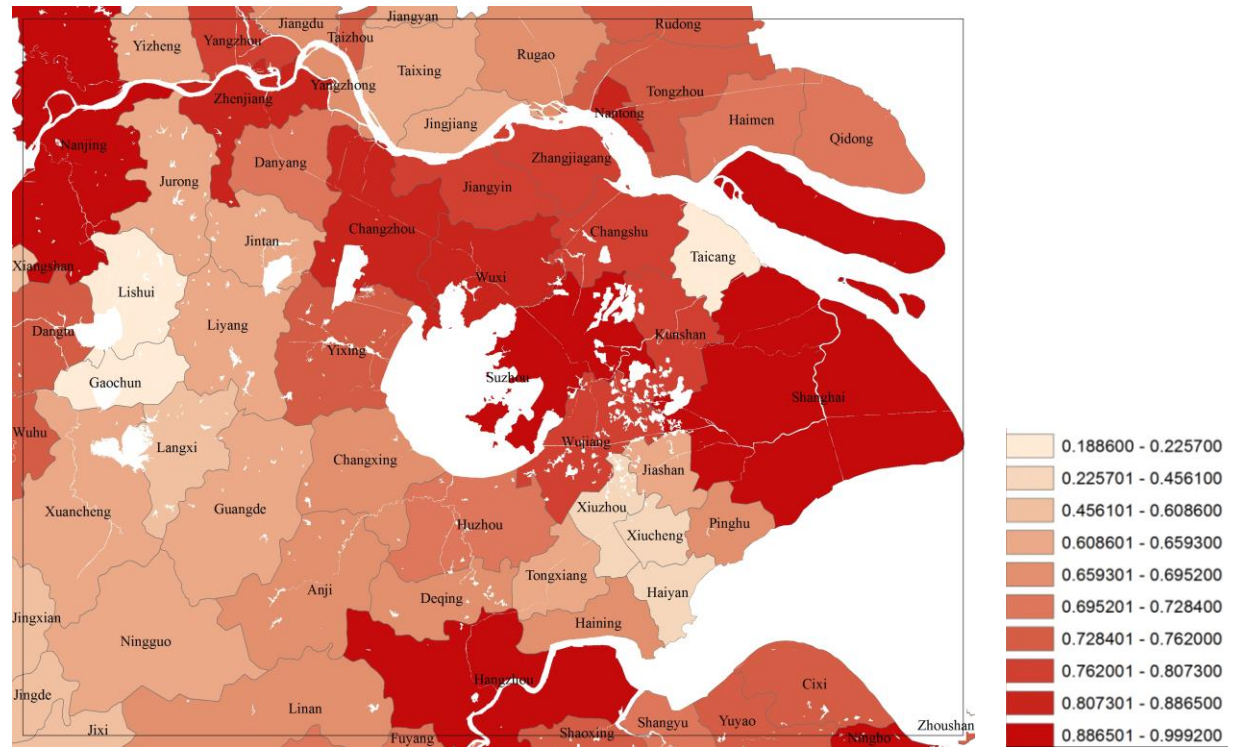 Jiangdu
Jiangyan
Rudong
Yizheng
Yangzhou
Taizhou
Rugao
Taixing
Yangzhong
Zhenjiang
Tongzhou
Nantong
Haimen
Qidong
Jingjiang
Nanjing
Danyang
Zhangjiagang
Jurong
Jiangyin
Changzhou
Changshu
Jintan
Taicang
Xiangshan
Wuxi
Lishui
Liyang
Dangtu
Kunshan
Yixing
Gaochun
Suzhou
Shanghai
Wuhu
Langxi
Wujiang
Changxing
Jiashan
Xuancheng
Guangde
Xiuzhou
Huzhou
Pinghu
Xiucheng
Tongxiang
Anji
Deqing
Haiyan
Jingxian
Haining
Ningguo
Hangzhou
Cixi
Jingde
Linan
Jixi
Shangyu
Yuyao
Zhoushan
Fuyang
Shaoxing
Ningbo
0.188600 - 0.225700
0.225701 - 0.456100
0.456101 - 0.608600
0.608601 - 0.659300
0.659301 - 0.695200
0.695201 - 0.728400
0.728401 - 0.762000
0.762001 - 0.807300
0.807301 - 0.886500
0.886501 - 0.999200